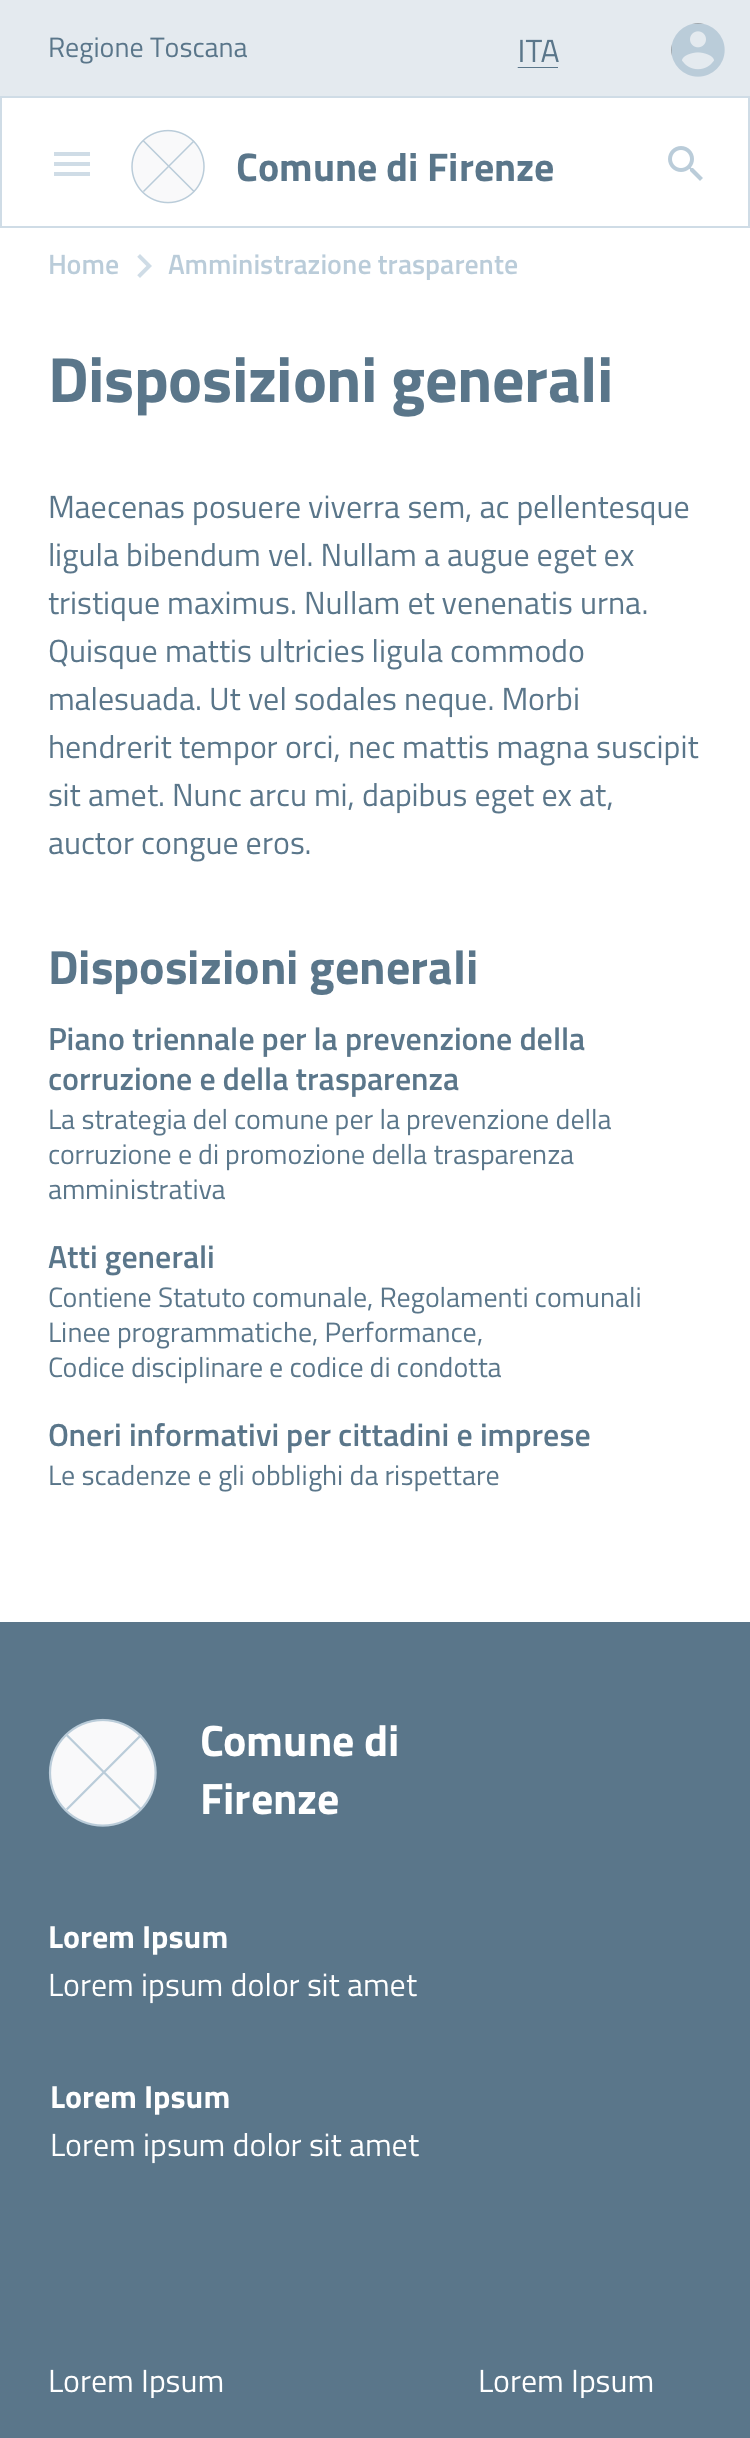 Regione Toscana
ITA
Comune di Firenze
Home
Amministrazione trasparente
Disposizioni generali
Maecenas posuere viverra sem, ac pellentesque
ligula bibendum vel. Nullam a augue eget ex
tristique maximus. Nullam et venenatis urna.
Quisque mattis ultricies ligula commodo
malesuada. Ut vel sodales neque. Morbi
hendrerit tempor orci, nec mattis magna suscipit
sit amet. Nunc arcu mi, dapibus eget ex at,
auctor congue eros.
Disposizioni generali
Piano triennale per la prevenzione della
corruzione e della trasparenza
La strategia del comune per la prevenzione della
corruzione e di promozione della trasparenza
amministrativa
Atti generali
Contiene Statuto comunale, Regolamenti comunali
Linee programmatiche, Performance,
Codice disciplinare e codice di condotta
Oneri informativi per cittadini e imprese
Le scadenze e gli obblighi da rispettare
Comune di
Firenze
Lorem Ipsum
Lorem ipsum dolor sit amet
Lorem Ipsum
Lorem ipsum dolor sit amet
Lorem Ipsum
Lorem Ipsum